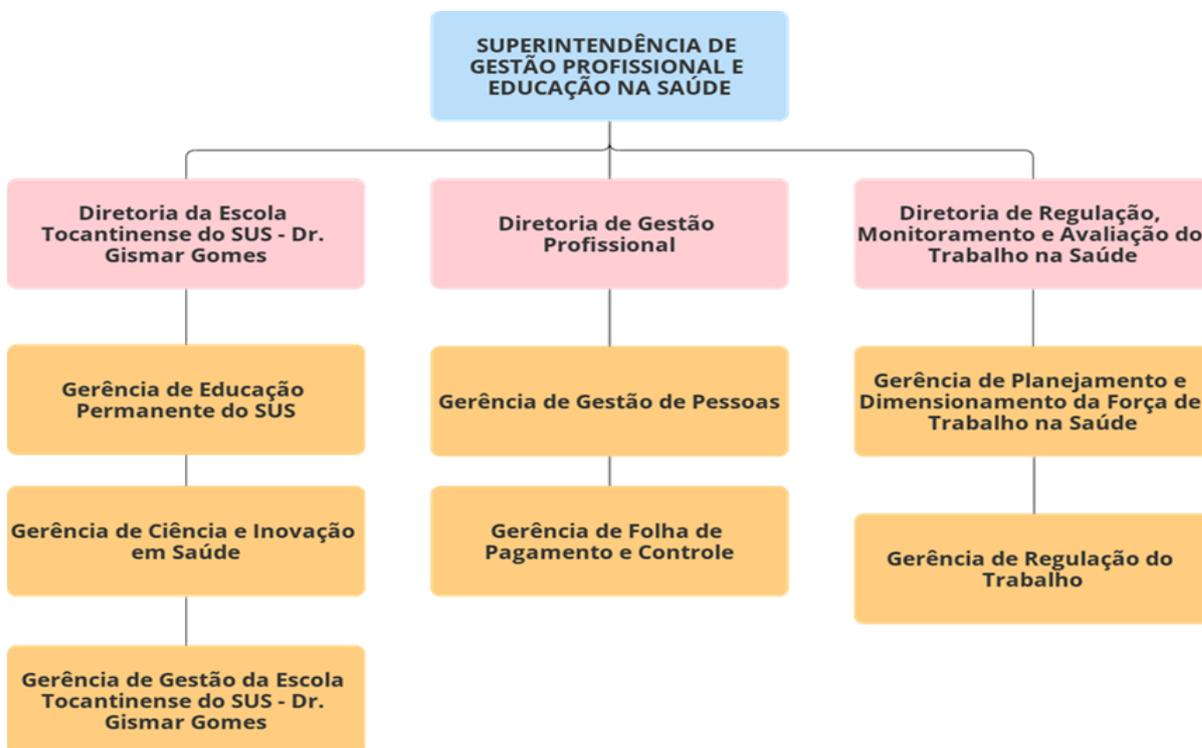 SUPERINTENDÊNCIA DE
GESTÃO PROFISSIONAL E
EDUCAÇÃO NA SAÚDE
Diretoria da Escola
Tocantinense do SUS - Dr.
Gismar Gomes
Diretoria de Gestão
Profissional
Diretoria de Regulação,
Monitoramento e Avaliação do
Trabalho na Saúde
Gerência de Educação
Permanente do SUS
Gerência de Gestão de Pessoas
Gerência de Planejamento e
Dimensionamento da Força de
Trabalho na Saúde
Gerência de Ciência e Inovação
em Saúde
Gerência de Folha de
Pagamento e Controle
Gerência de Regulação do
Trabalho
Gerência de Gestão da Escola
Tocantinense do SUS - Dr.
Gismar Gomes